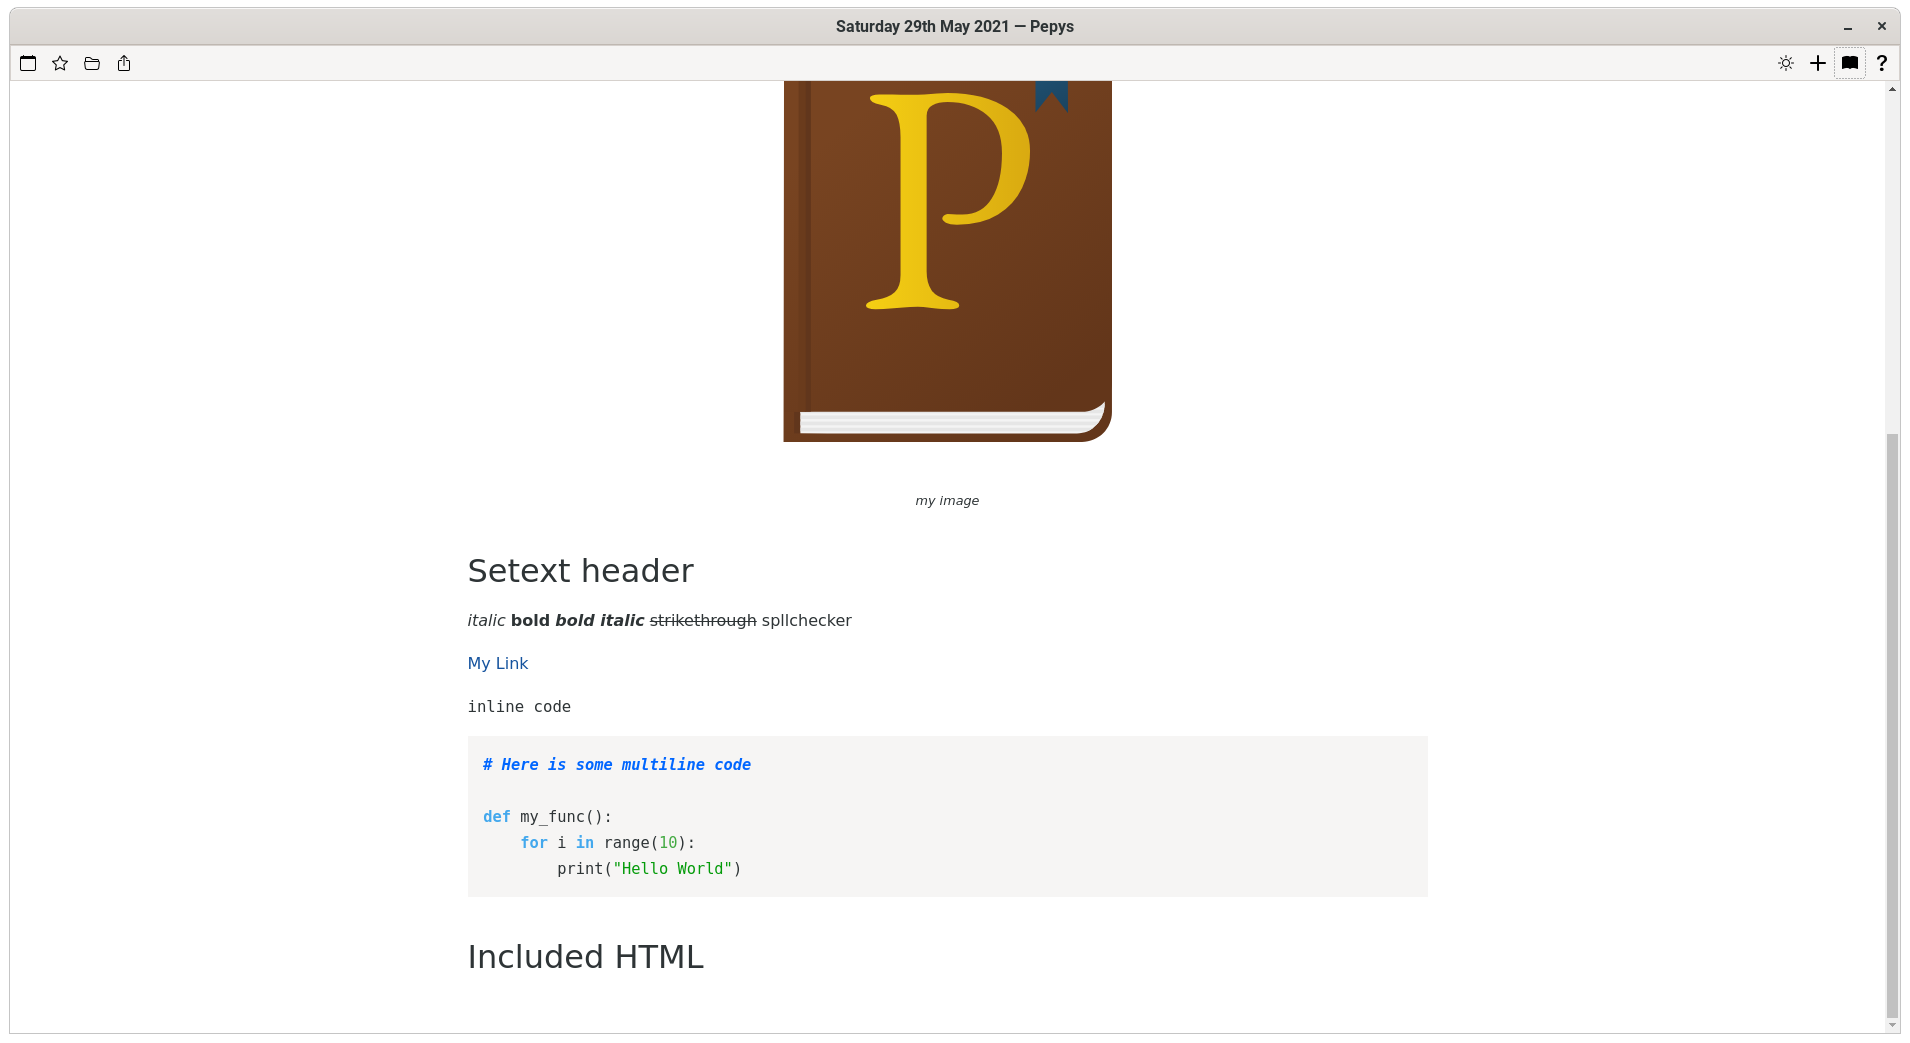 Saturday 29th May 2021 — Pepys
P
my image
Setext header
italic bold bold italic strikethrough spllchecker
My Link
inline code
# Here is some multiline code
def my_func():
    for i in range(10):
        print("Hello World")
Included HTML